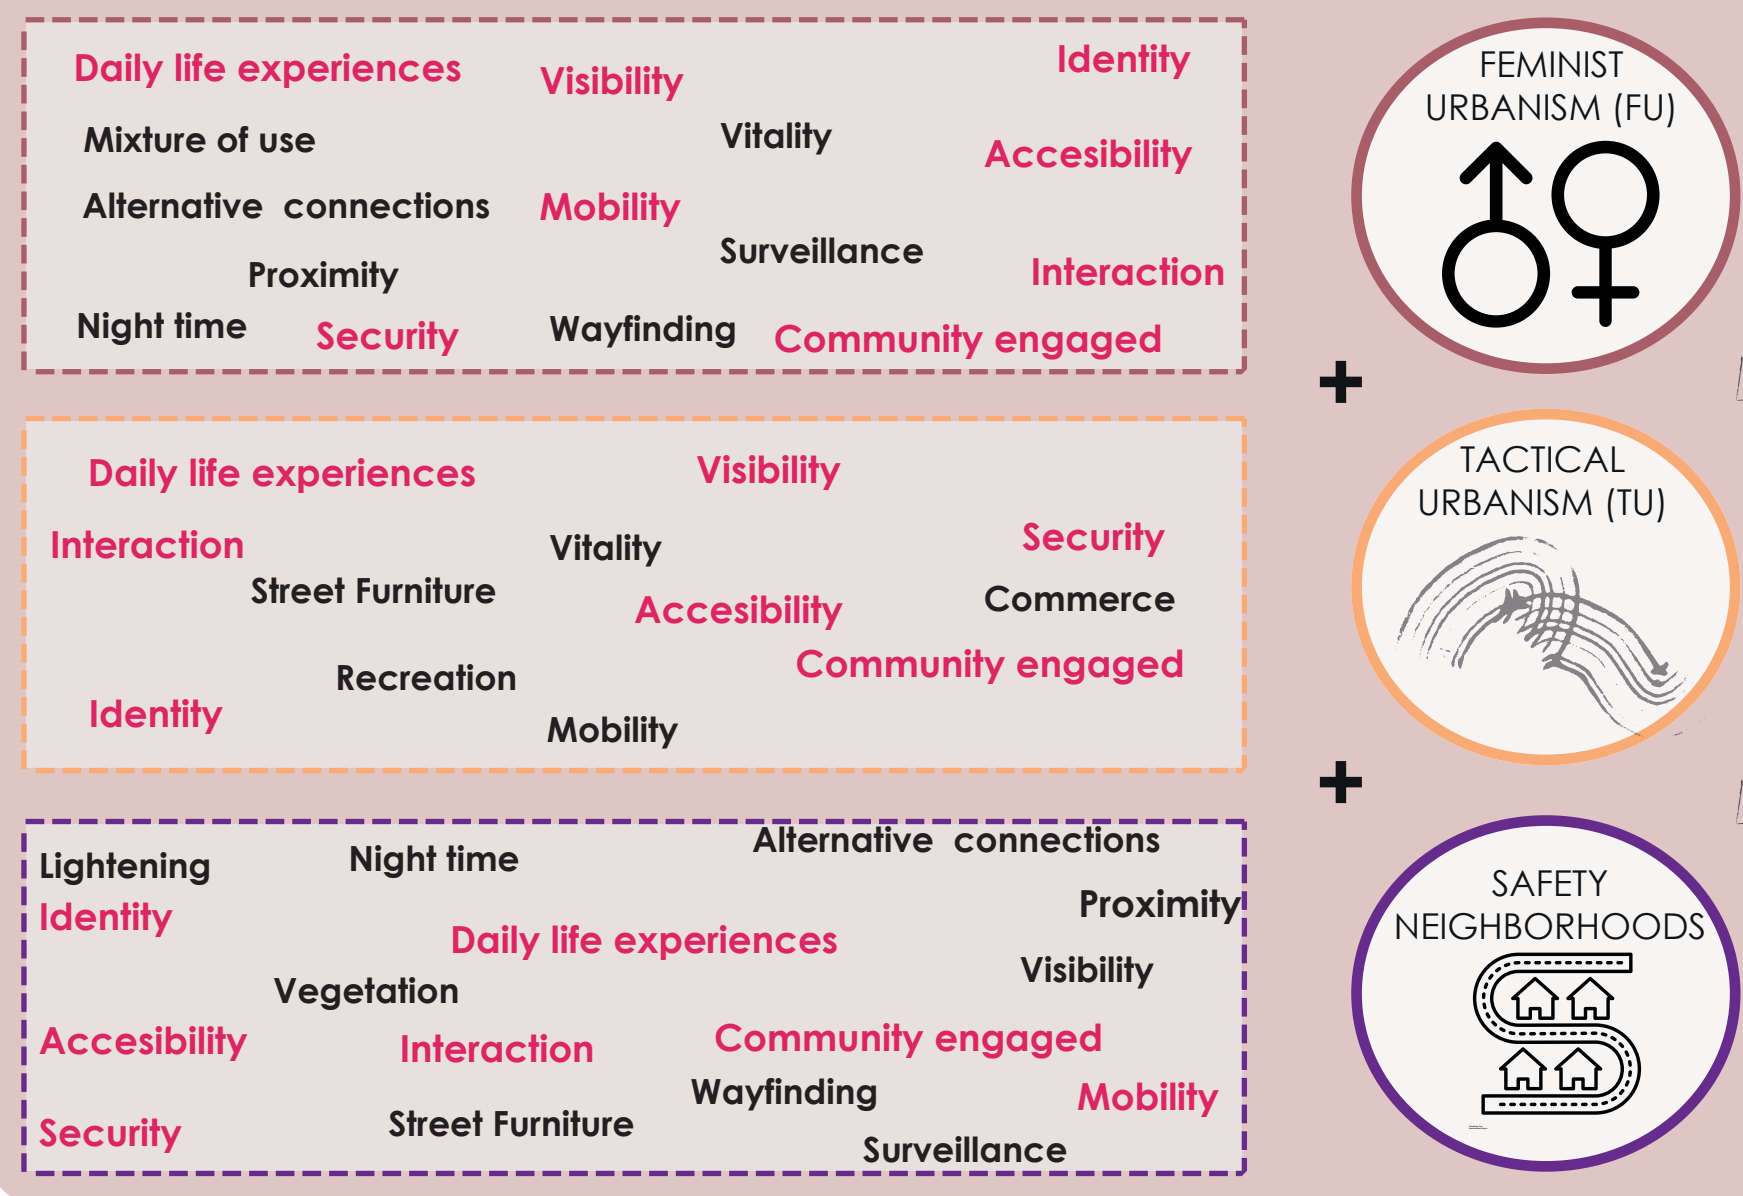 Daily life experiences
Visibility
Identity
Mixture of use
Vitality
Accesibility
Alternative connections
Mobility
Surveillance
Proximity
Interaction
Night time
Security
Wayfinding
Community engaged
FEMINIST
URBANISM (FU)
+
Daily life experiences
Visibility
Interaction
Vitality
Security
Street Furniture
Accesibility
Commerce
Recreation
Community engaged
Identity
Mobility
TACTICAL
URBANISM (TU)
+
Lightening
Night time
Alternative connections
Identity
Proximity
Daily life experiences
Visibility
Vegetation
Accesibility
Interaction
Community engaged
Wayfinding
Mobility
Security
Street Furniture
Surveillance
SAFETY
NEIGHBORHOODS